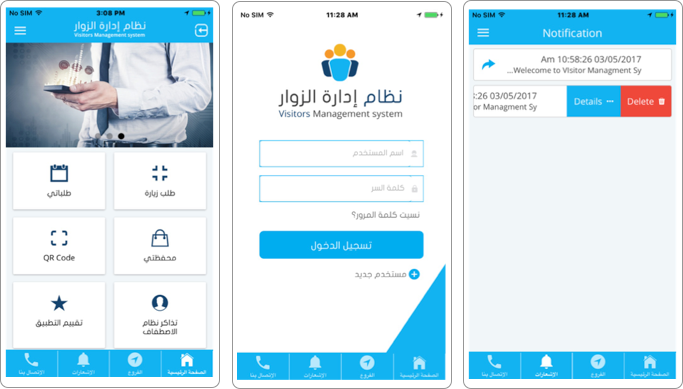 No SIM 3:08 PM
نظام إدارة الزوار
Visitors Management system
طلب زيارة
طلباتي
محفظتي
QR Code
تذاكر نظام الاصطفاف
تقييم التطبيق
الصفحة الرئيسية
الفروع
الإشعارات
الإتصال بنا
No SIM 11:28 AM
نظام إدارة الزوار
Visitors Management system
اسم المستخدم
كلمة السر
نسيت كلمة المرور؟
تسجيل الدخول
مستخدم جديد
الصفحة الرئيسية
الفروع
الإشعارات
الإتصال بنا
No SIM 11:28 AM
Notification
Am 10:58:26 03/05/2017
...Welecome to VIsitor Managment Sy
:8:26 03/05/2017
itor Managment Sy
Details
Delete
الصفحة الرئيسية
الفروع
الإشعارات
الإتصال بنا